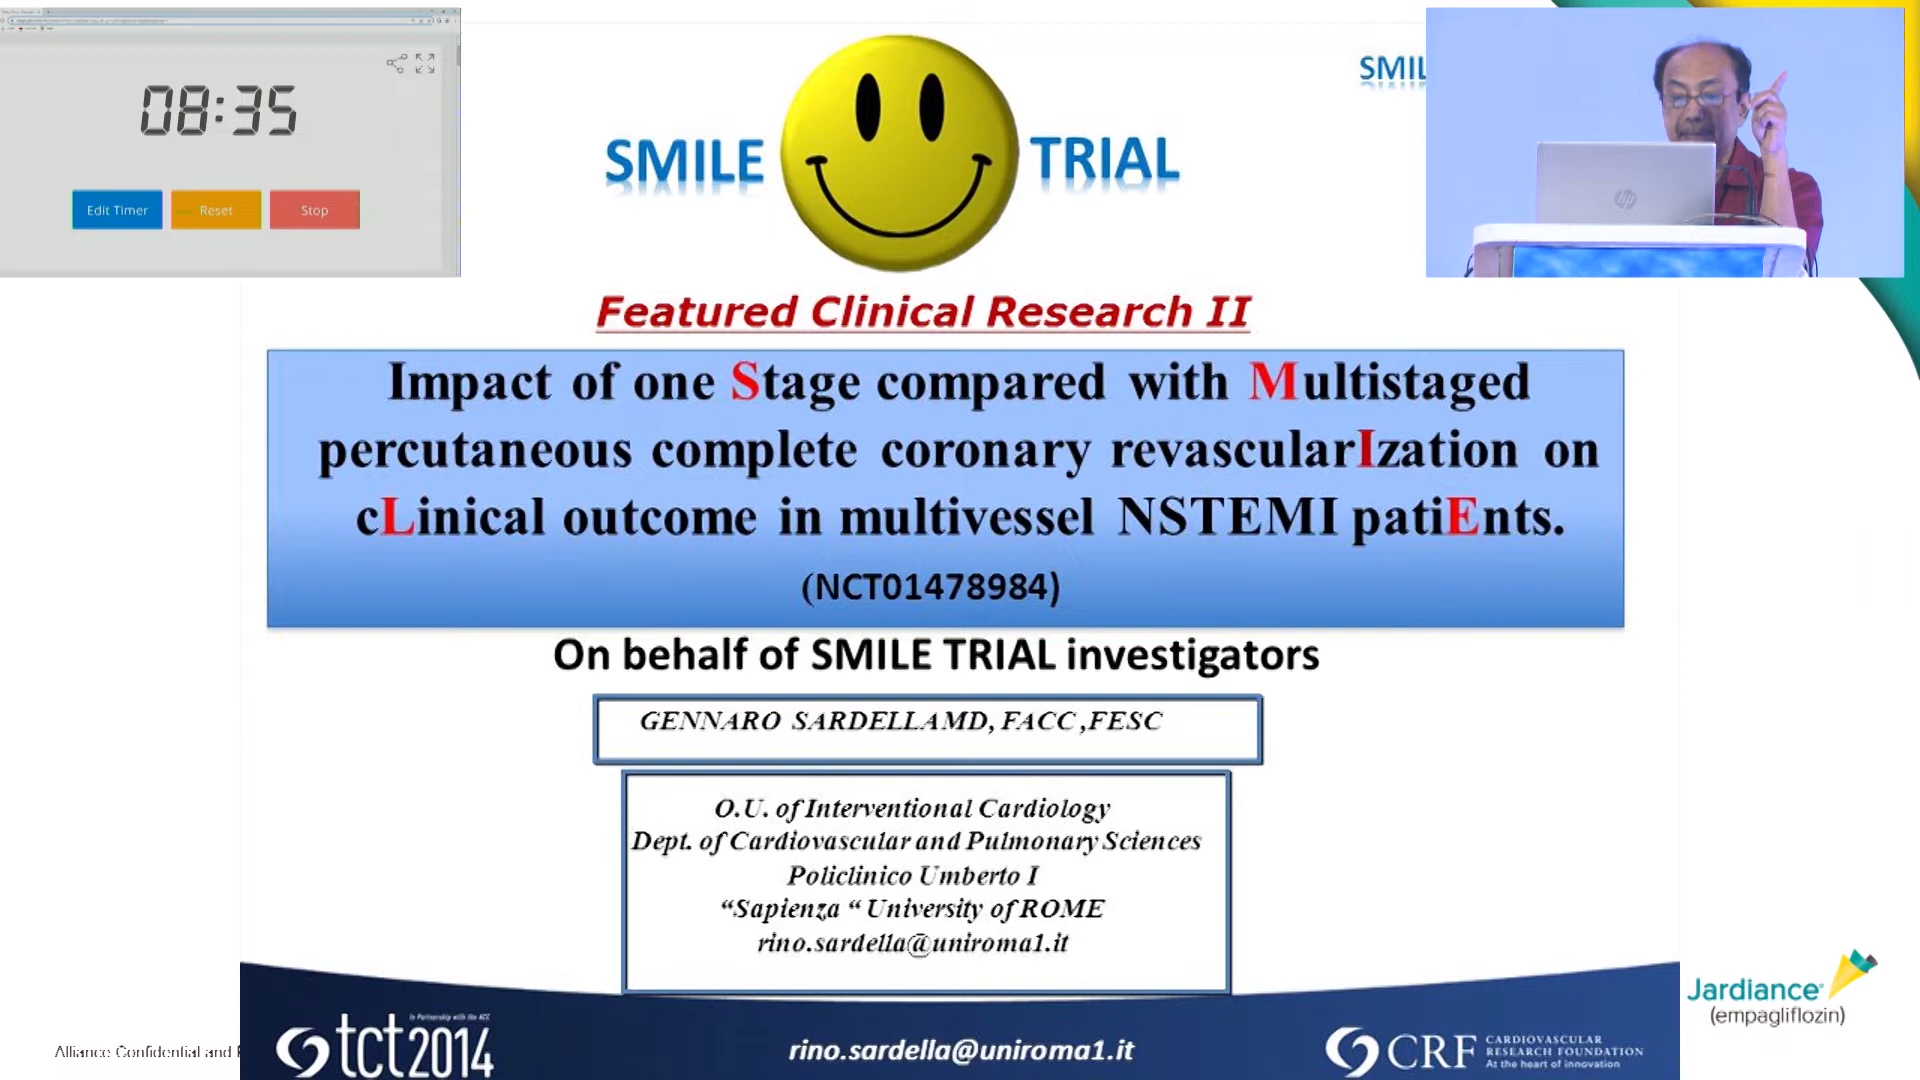 08:35
Edit Timer
Reset
Stop
SMILE
TRIAL
SMIL
hp
Featured Clinical Research II
Impact of one Stage compared with Multistaged
percutaneous complete coronary revascularIzation on
cLinical outcome in multivessel NSTEMI patiEnts.
(NCT01478984)
On behalf of SMILE TRIAL investigators
GENNARO SARDELLAMD, FACC ,FESC
O.U. of Interventional Cardiology
Dept. of Cardiovascular and Pulmonary Sciences
Policlinico Umberto I
“Sapienza “ University of ROME
rino.sardella@uniroma1.it
Jardiance
(empagliflozin)
Alliance Confidential and
In Partnership with the ACC
tct2014
rino.sardella@uniroma1.it
CRF
CARDIOVASCULAR
RESEARCH FOUNDATION
At the heart of innovation